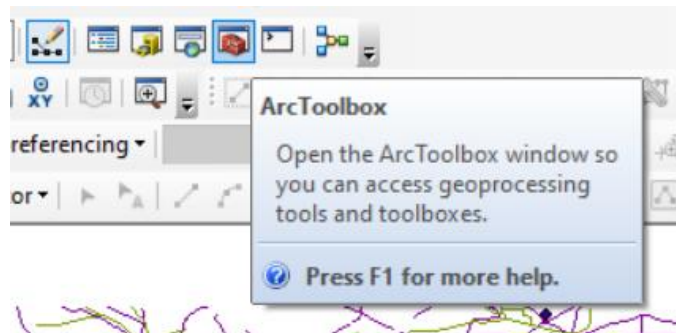 XY
ArcToolbox
referencing
Open the ArcToolbox window so
you can access geoprocessing
or
tools and toolboxes.
Press F1 for more help.